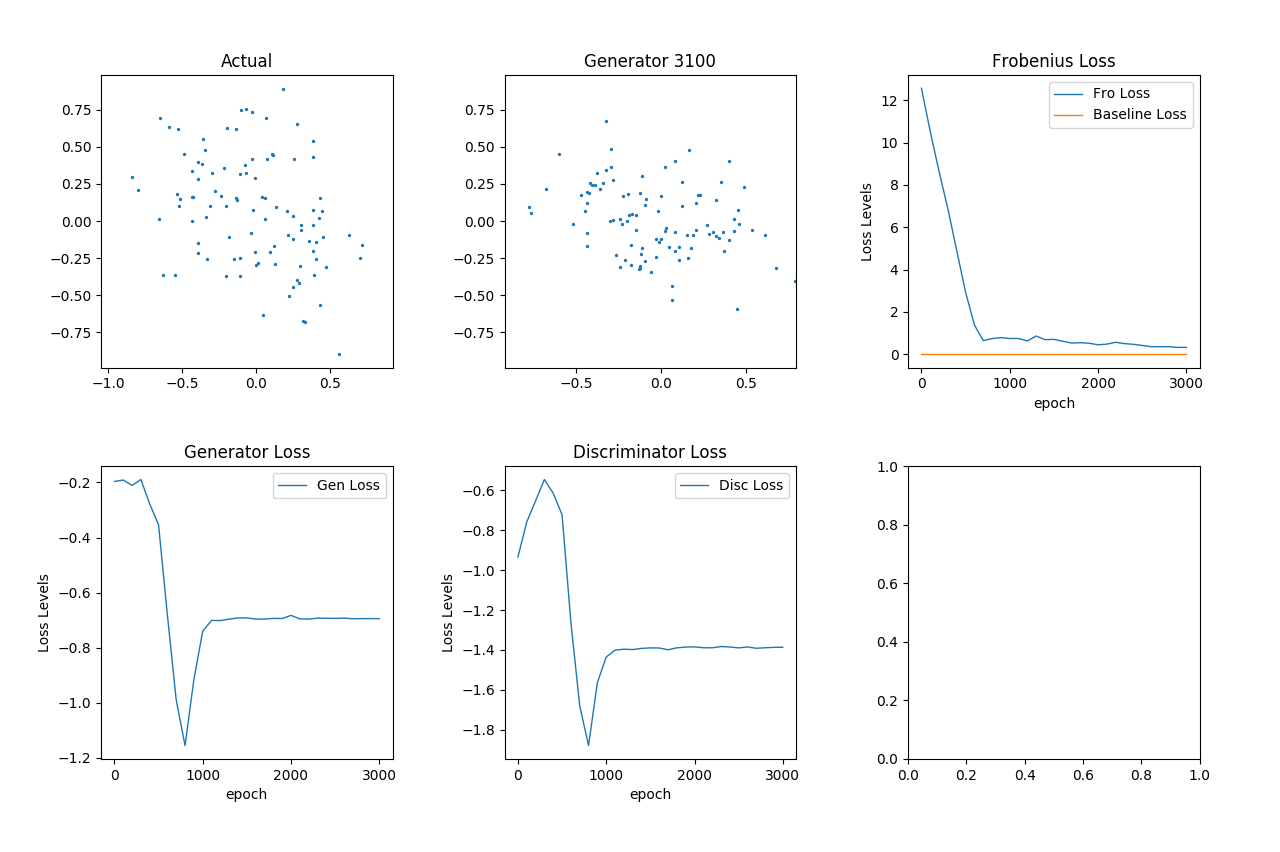 Actual
0.75
0.50
0.25
0.00
−0.25
−0.50
−0.75
−1.0 −0.5 0.0 0.5
Generator 3100
0.75
0.50
0.25
0.00
−0.25
−0.50
−0.75
−0.5 0.0 0.5
Frobenius Loss
Fro Loss
Baseline Loss
Loss Levels
12
10
8
6
4
2
0
0 1000 2000 3000
epoch
Generator Loss
Gen Loss
Loss Levels
−0.2
−0.4
−0.6
−0.8
−1.0
−1.2
0 1000 2000 3000
epoch
Discriminator Loss
Disc Loss
Loss Levels
−0.6
−0.8
−1.0
−1.2
−1.4
−1.6
−1.8
0 1000 2000 3000
epoch
1.0
0.8
0.6
0.4
0.2
0.0
0.0 0.2 0.4 0.6 0.8 1.0